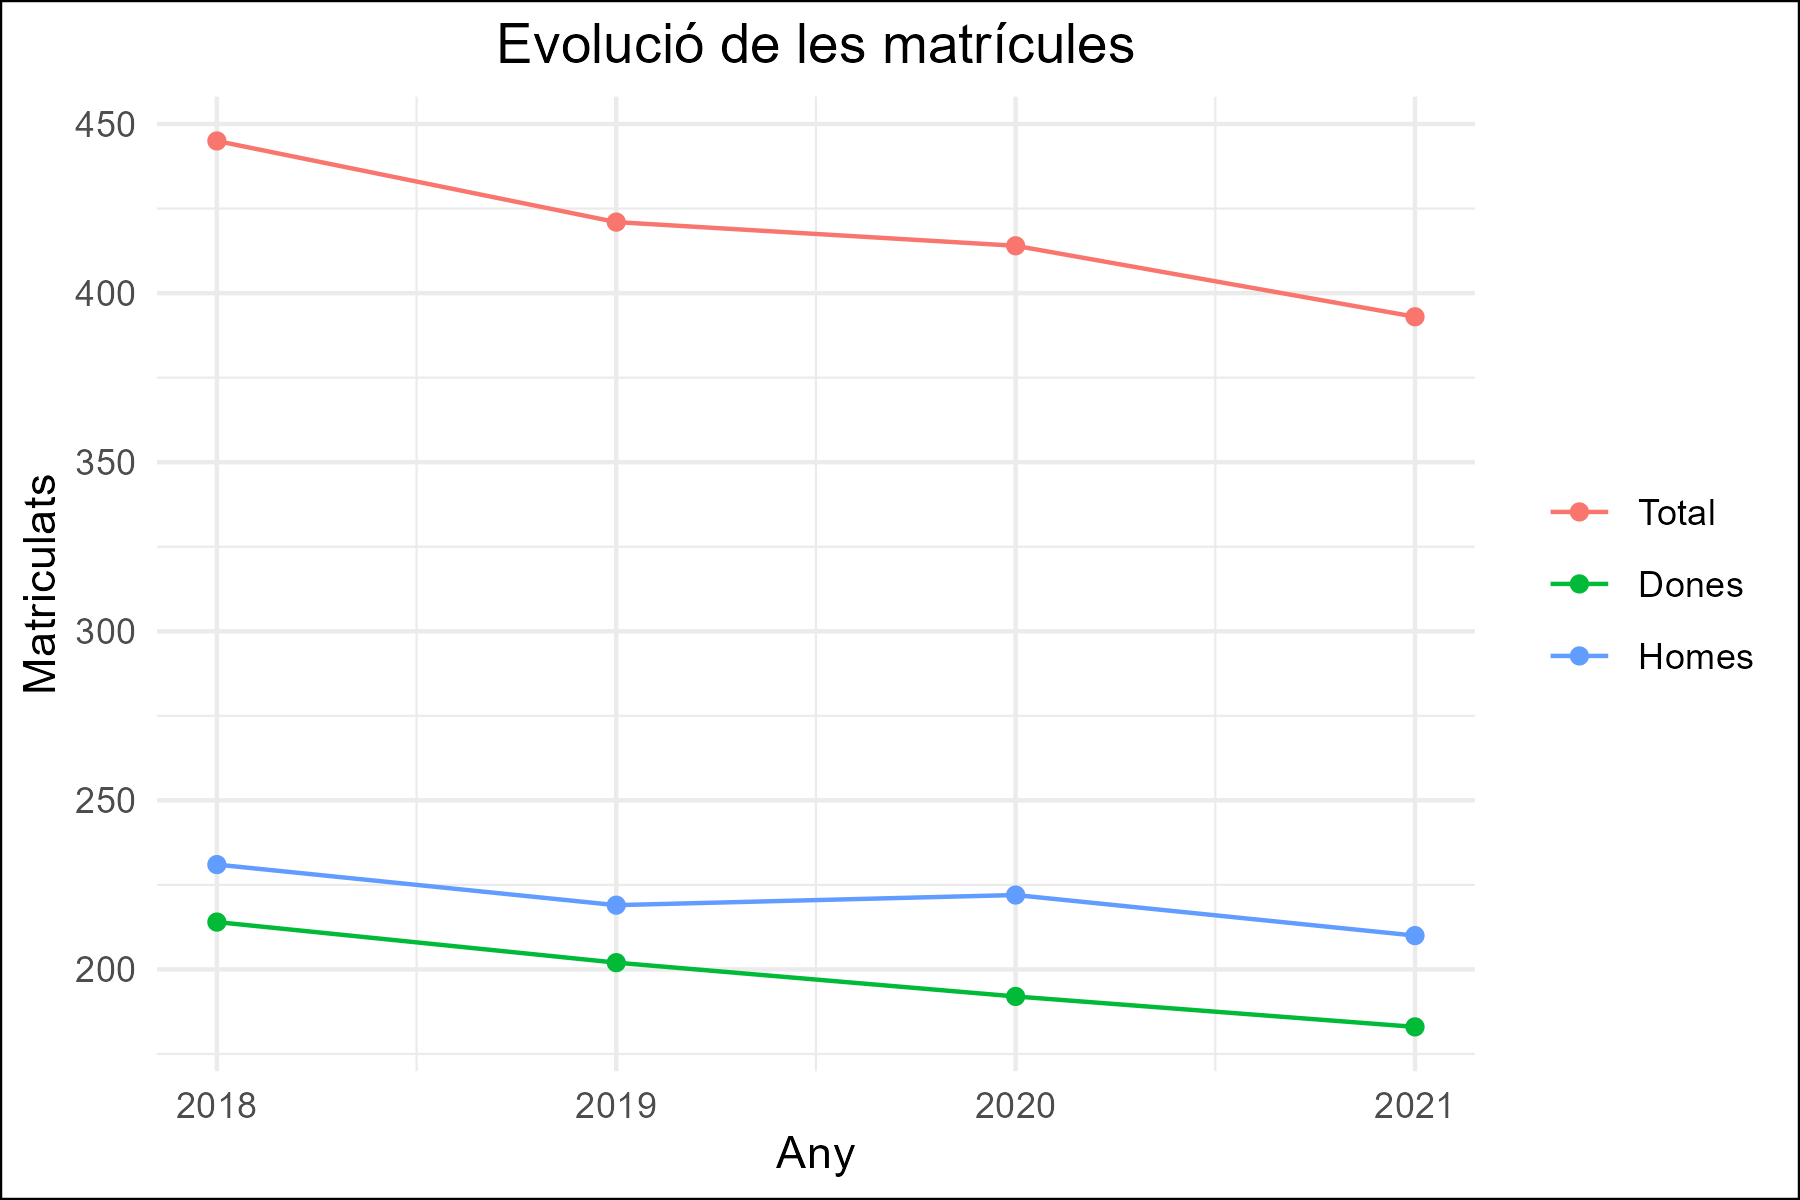 Evolució de les matrícules
450
400
350
300
250
200
Matriculats
2018 2019 2020 2021
Any
Total
Dones
Homes